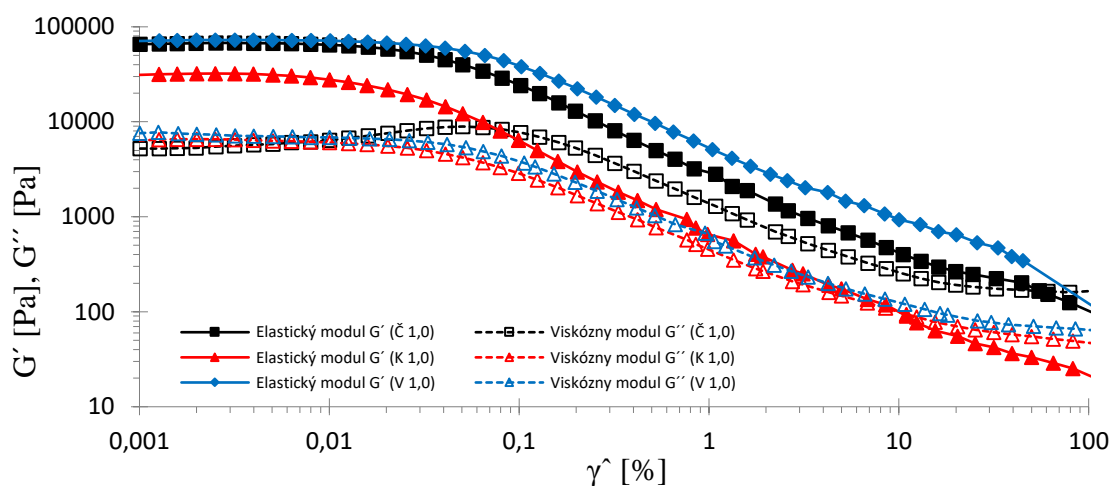 100000
10000
1000
100
10
G´ [Pa], G´´ [Pa]
Elastický modul G´ (Č 1,0)
Viskózny modul G´´ (Č 1,0)
Elastický modul G´ (K 1,0)
Viskózny modul G´´ (K 1,0)
Elastický modul G´ (V 1,0)
Viskózny modul G´´ (V 1,0)
0,001 0,01 0,1 1 10 100
γˆ [%]